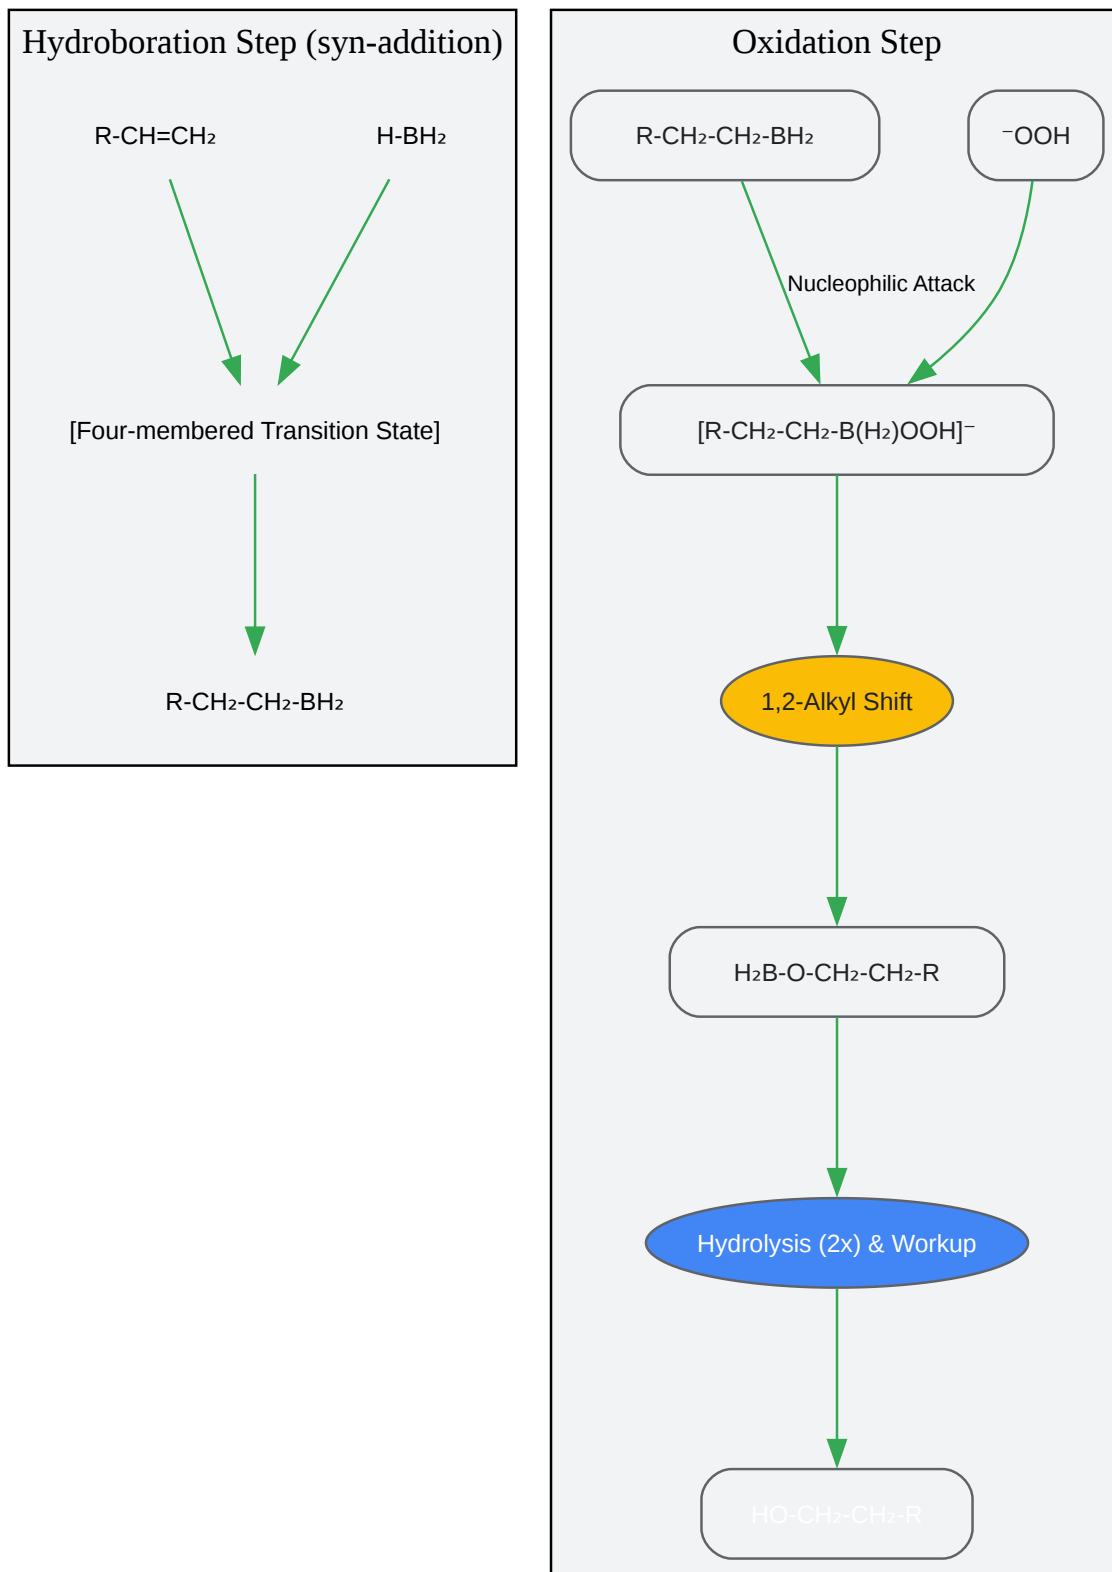 Hydroboration Step (syn-addition)
R-CH=CH₂
H-BH₂
[Four-membered Transition State]
R-CH₂-CH₂-BH₂
Oxidation Step
R-CH₂-CH₂-BH₂
⁻OOH
Nucleophilic Attack
[R-CH₂-CH₂-B(H₂)OOH]⁻
1,2-Alkyl Shift
H₂B-O-CH₂-CH₂-R
Hydrolysis (2x) & Workup
HO-CH₂-CH₂-R